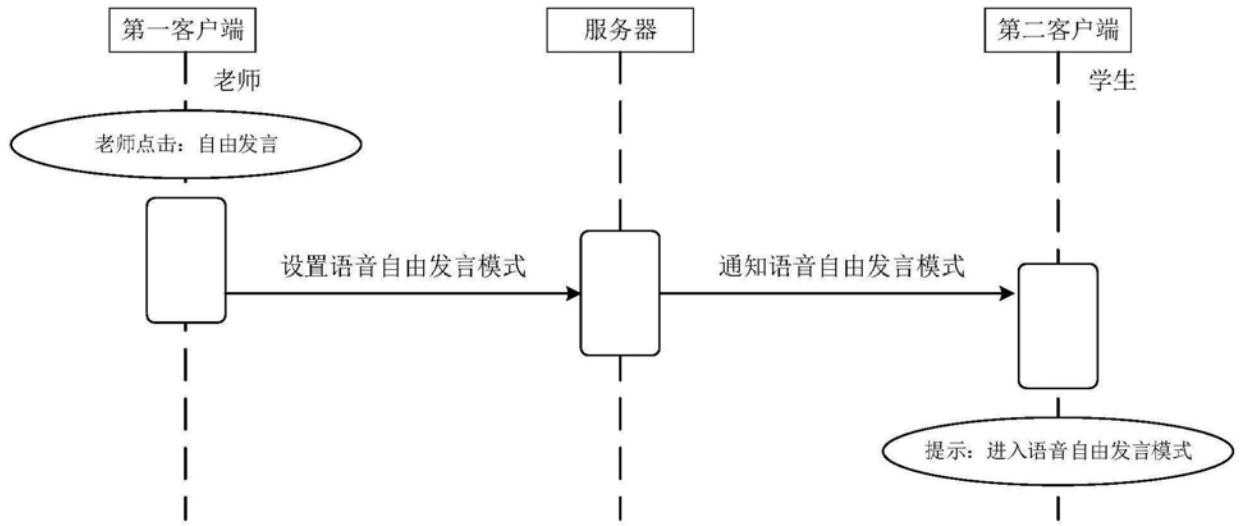 第一客户端
服务器
第二客户端
老师
学生
老师点击：自由发言
设置语音自由发言模式
通知语音自由发言模式
提示：进入语音自由发言模式